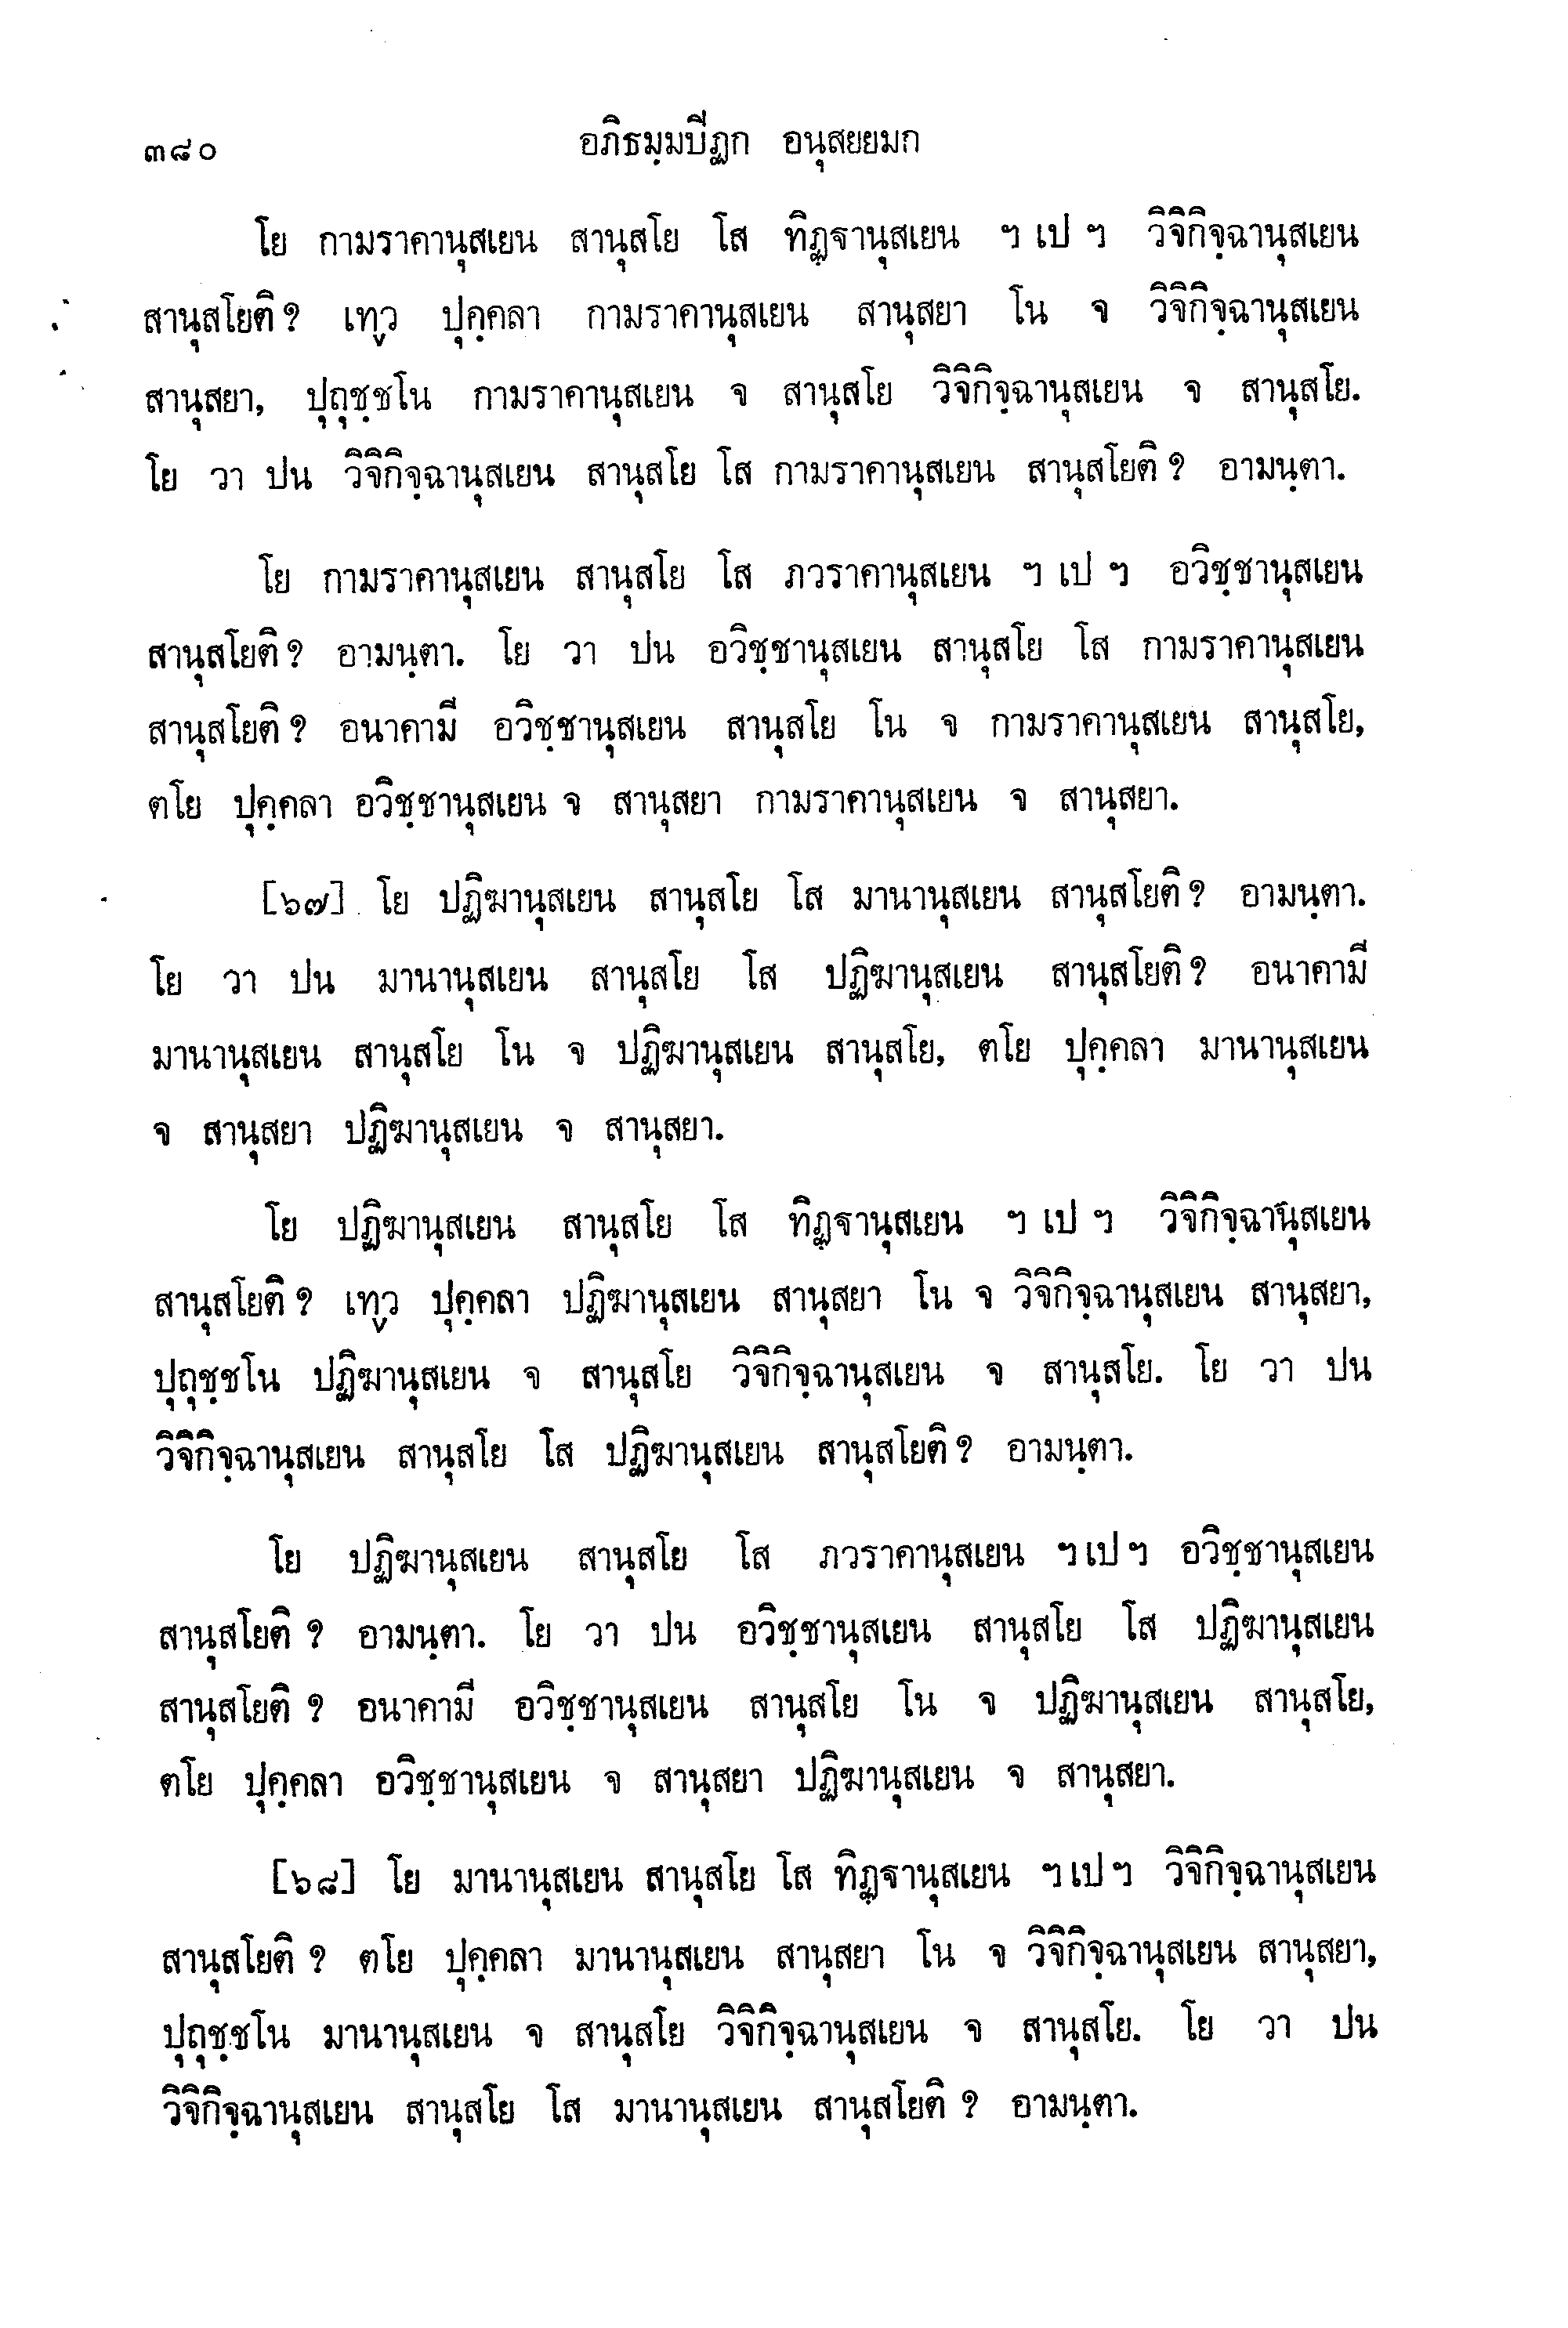 ๓๘๐ อภิธมฺมปีฏก อนุสยยมก
โย กามราคานุสเยน สานุสโย โส ทิฏฺฐานุสเยน ฯ เป ฯ วิจิกิจฺฉานุสเยน
สานุสโยติ? เทฺว ปุคฺคลา กามราคานุสเยน สานุสยา โน จ วิจิกิจฺฉานุสเยน
สานุสยา, ปุถุชฺชโน กามราคานุสเยน จ สานุสโย วิจิกิจฺฉานุสเยน จ สานุสโย.
โย วา ปน วิจิกิจฺฉานุสเยน สานุสโย โส กามราคานุสเยน สานุสโยติ? อามนฺตา.
โย กามราคานุสเยน สานุสโย โส ภวราคานุสเยน ฯ เป ฯ อวิชฺชานุสเยน
สานุสโยติ? อามนฺตา. โย วา ปน อวิชฺชานุสเยน สานุสโย โส กามราคานุสเยน
สานุสโยติ? อนาคามี อวิชฺชานุสเยน สานุสโย โน จ กามราคานุสเยน สานุสโย,
ตโย ปุคฺคลา อวิชฺชานุสเยน จ สานุสยา กามราคานุสเยน จ สานุสยา.
[๖๗] โย ปฏิฆานุสเยน สานุสโย โส มานานุสเยน สานุสโยติ? อามนฺตา.
โย วา ปน มานานุสเยน สานุสโย โส ปฏิฆานุสเยน สานุสโยติ? อนาคามี
มานานุสเยน สานุสโย โน จ ปฏิฆานุสเยน สานุสโย, ตโย ปุคฺคลา มานานุสเยน
จ สานุสยา ปฏิฆานุสเยน จ สานุสยา.
โย ปฏิฆานุสเยน สานุสโย โส ทิฏฺฐานุสเยน ฯ เป ฯ วิจิกิจฺฉานุสเยน
สานุสโยติ? เทฺว ปุคฺคลา ปฏิฆานุสเยน สานุสยา โน จ วิจิกิจฺฉานุสเยน สานุสยา,
ปุถุชฺชโน ปฏิฆานุสเยน จ สานุสโย วิจิกิจฺฉานุสเยน จ สานุสโย. โย วา ปน
วิจิกิจฺฉานุสเยน สานุสโย โส ปฏิฆานุสเยน สานุสโยติ? อามนฺตา.
โย ปฏิฆานุสเยน สานุสโย โส ภวราคานุสเยน ฯ เป ฯ อวิชฺชานุสเยน
สานุสโยติ? อามนฺตา. โย วา ปน อวิชฺชานุสเยน สานุสโย โส ปฏิฆานุสเยน
สานุสโยติ? อนาคามี อวิชฺชานุสเยน สานุสโย โน จ ปฏิฆานุสเยน สานุสโย,
ตโย ปุคฺคลา อวิชฺชานุสเยน จ สานุสยา ปฏิฆานุสเยน จ สานุสยา.
[๖๘] โย มานานุสเยน สานุสโย โส ทิฏฺฐานุสเยน ฯ เป ฯ วิจิกิจฺฉานุสเยน
สานุสโยติ? ตโย ปุคฺคลา มานานุสเยน สานุสยา โน จ วิจิกิจฺฉานุสเยน สานุสยา,
ปุถุชฺชโน มานานุสเยน จ สานุสโย วิจิกิจฺฉานุสเยน จ สานุสโย. โย วา ปน
วิจิกิจฺฉานุสเยน สานุสโย โส มานานุสเยน สานุสโยติ? อามนฺตา.